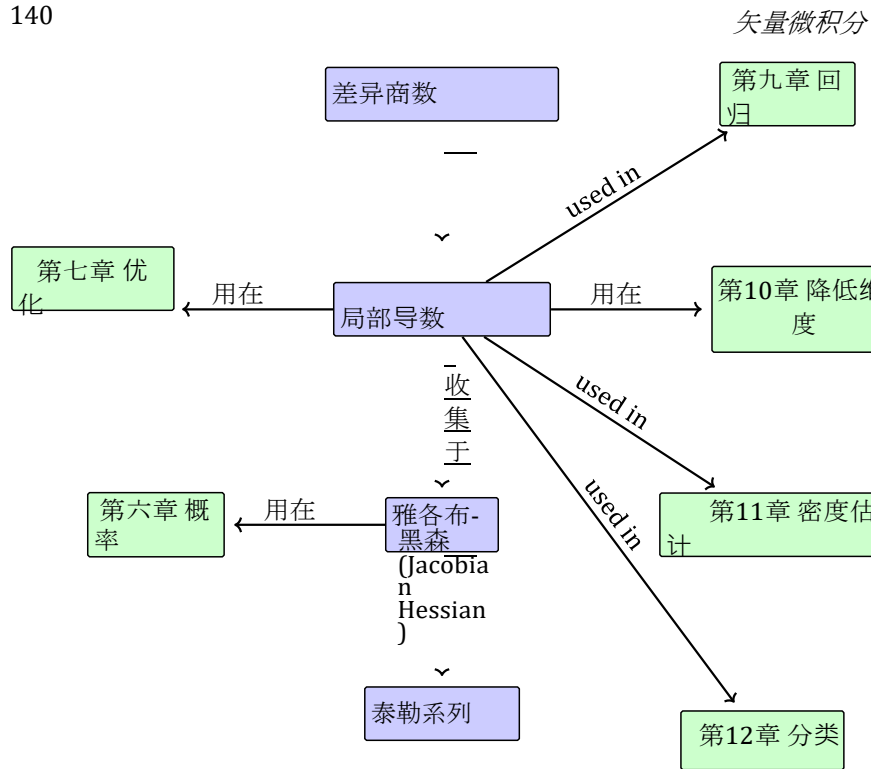 140
矢量微积分
差异商数
第九章 回
归
used in
第七章 优
化
用在
局部导数
用在
第10章 降低维
度
收
集
于
used in
used in
第六章 概
率
用在
雅各布-
黑森
(Jacobia
n
Hessian
)
第11章 密度估
计
泰勒系列
第12章 分类